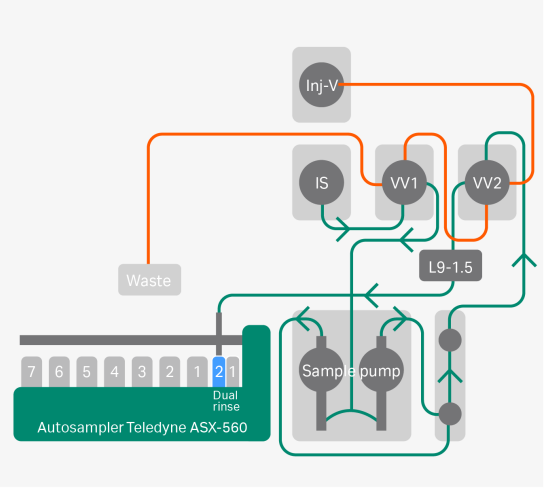 Inj-V
IS
VV1
VV2
L9-1.5
Waste
7 6 5 4 3 2 1 2 1
Sample pump
Dual
rinse
Autosampler Teledyne ASX-560